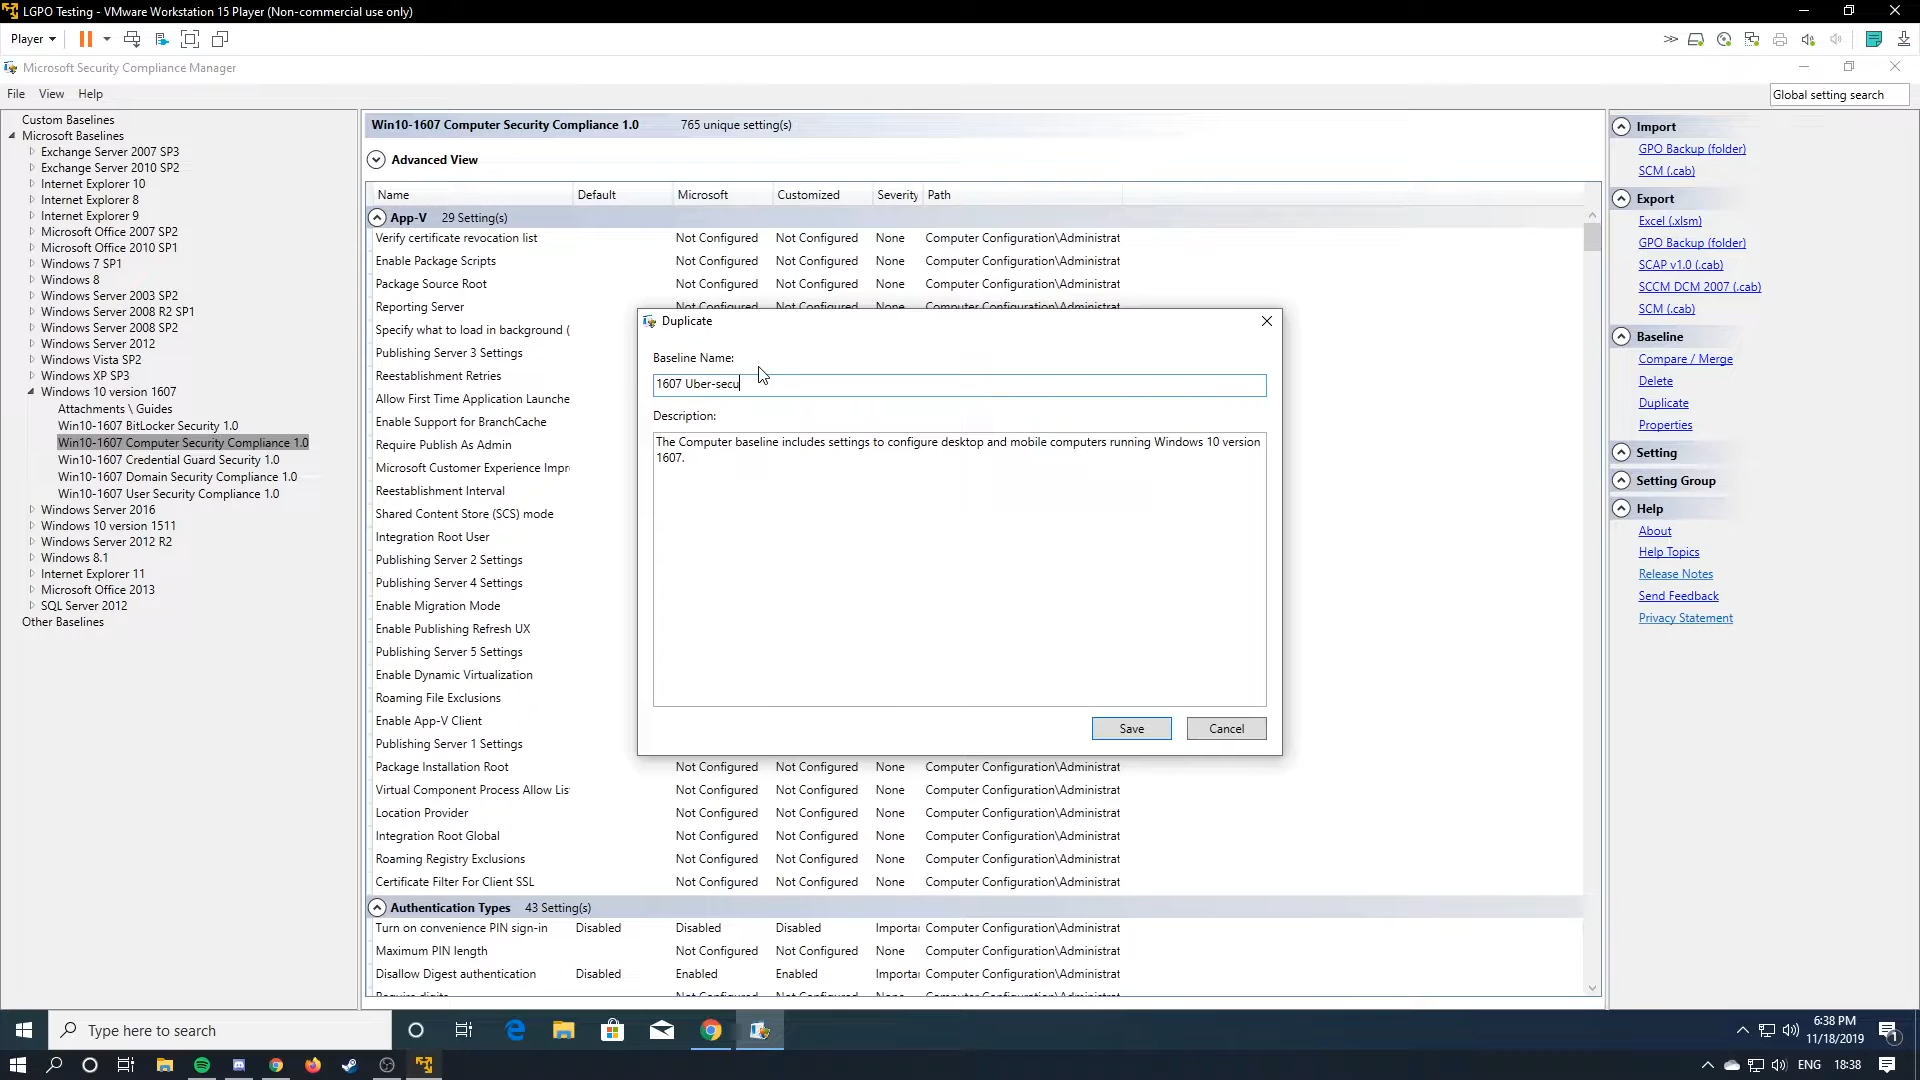 LGPO Testing - VMware Workstation 15 Player (Non-commercial use only)
Player
Microsoft Security Compliance Manager
File View Help
Global setting search
Custom Baselines
Microsoft Baselines
Exchange Server 2007 SP3
Exchange Server 2010 SP2
Internet Explorer 10
Internet Explorer 8
Internet Explorer 9
Microsoft Office 2007 SP2
Microsoft Office 2010 SP1
Windows 7 SP1
Windows 8
Windows Server 2003 SP2
Windows Server 2008 R2 SP1
Windows Server 2008 SP2
Windows Server 2012
Windows Vista SP2
Windows XP SP3
Windows 10 version 1607
Attachments \ Guides
Win10-1607 BitLocker Security 1.0
Win10-1607 Computer Security Compliance 1.0
Win10-1607 Credential Guard Security 1.0
Win10-1607 Domain Security Compliance 1.0
Win10-1607 User Security Compliance 1.0
Windows Server 2016
Windows 10 version 1511
Windows Server 2012 R2
Windows 8.1
Internet Explorer 11
Microsoft Office 2013
SQL Server 2012
Other Baselines
Win10-1607 Computer Security Compliance 1.0 765 unique setting(s)
Advanced View
Name Default Microsoft Customized Severity Path
App-V 29 Setting(s)
Verify certificate revocation list Not Configured Not Configured None Computer Configuration\Administrat
Enable Package Scripts Not Configured Not Configured None Computer Configuration\Administrat
Package Source Root Not Configured Not Configured None Computer Configuration\Administrat
Reporting Server Not Configured Not Configured None Computer Configuration\Administrat
Specify what to load in background (
Publishing Server 3 Settings
Reestablishment Retries
Allow First Time Application Launche
Enable Support for BranchCache
Require Publish As Admin
Microsoft Customer Experience Impr
Reestablishment Interval
Shared Content Store (SCS) mode
Integration Root User
Publishing Server 2 Settings
Publishing Server 4 Settings
Enable Migration Mode
Enable Publishing Refresh UX
Publishing Server 5 Settings
Enable Dynamic Virtualization
Roaming File Exclusions
Enable App-V Client
Publishing Server 1 Settings
Package Installation Root Not Configured Not Configured None Computer Configuration\Administrat
Virtual Component Process Allow Lis Not Configured Not Configured None Computer Configuration\Administrat
Location Provider Not Configured Not Configured None Computer Configuration\Administrat
Integration Root Global Not Configured Not Configured None Computer Configuration\Administrat
Roaming Registry Exclusions Not Configured Not Configured None Computer Configuration\Administrat
Certificate Filter For Client SSL Not Configured Not Configured None Computer Configuration\Administrat
Authentication Types 43 Setting(s)
Turn on convenience PIN sign-in Disabled Disabled Disabled Importa Computer Configuration\Administrat
Maximum PIN length Not Configured Not Configured None Computer Configuration\Administrat
Disallow Digest authentication Disabled Enabled Enabled Importa Computer Configuration\Administrat
Require digits Not Configured Not Configured None Computer Configuration\Administrat
Duplicate
Baseline Name:
1607 Uber-secu
Description:
The Computer baseline includes settings to configure desktop and mobile computers running Windows 10 version
1607.
Save Cancel
Import
GPO Backup (folder)
SCM (.cab)
Export
Excel (.xlsm)
GPO Backup (folder)
SCAP v1.0 (.cab)
SCCM DCM 2007 (.cab)
SCM (.cab)
Baseline
Compare / Merge
Delete
Duplicate
Properties
Setting
Setting Group
Help
About
Help Topics
Release Notes
Send Feedback
Privacy Statement
Type here to search
6:38 PM
11/18/2019
1
ENG 18:38